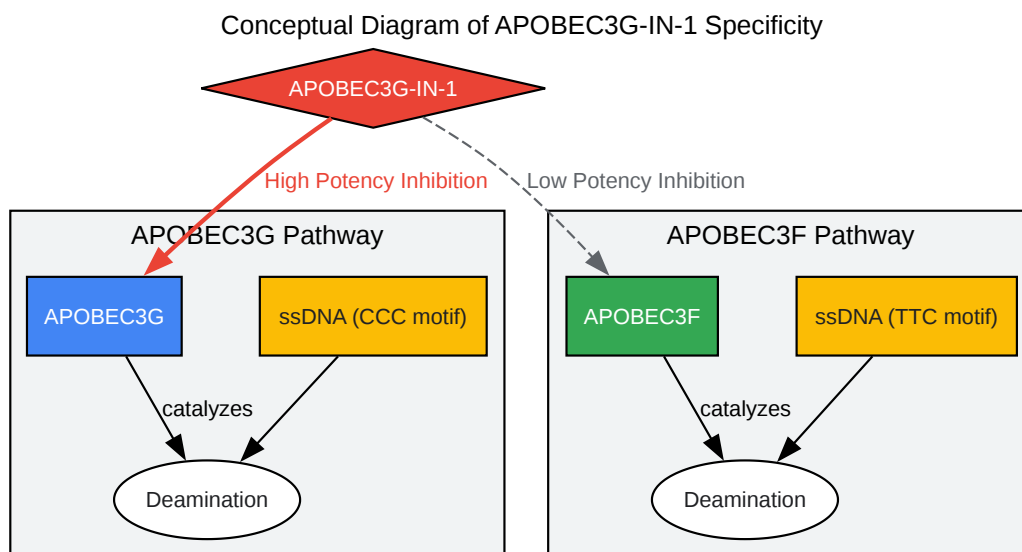 Conceptual Diagram of APOBEC3G-IN-1 Specificity
APOBEC3G-IN-1
High Potency Inhibition
Low Potency Inhibition
APOBEC3G Pathway
APOBEC3G
ssDNA (CCC motif)
catalyzes
Deamination
APOBEC3F Pathway
APOBEC3F
ssDNA (TTC motif)
catalyzes
Deamination